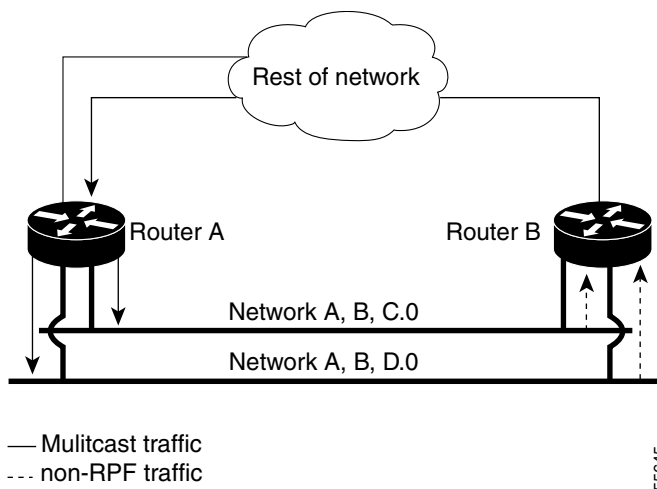 Rest of network
Router A
Router B
Network A, B, C.0
Network A, B, D.0
Mulitcast traffic
non-RPF traffic